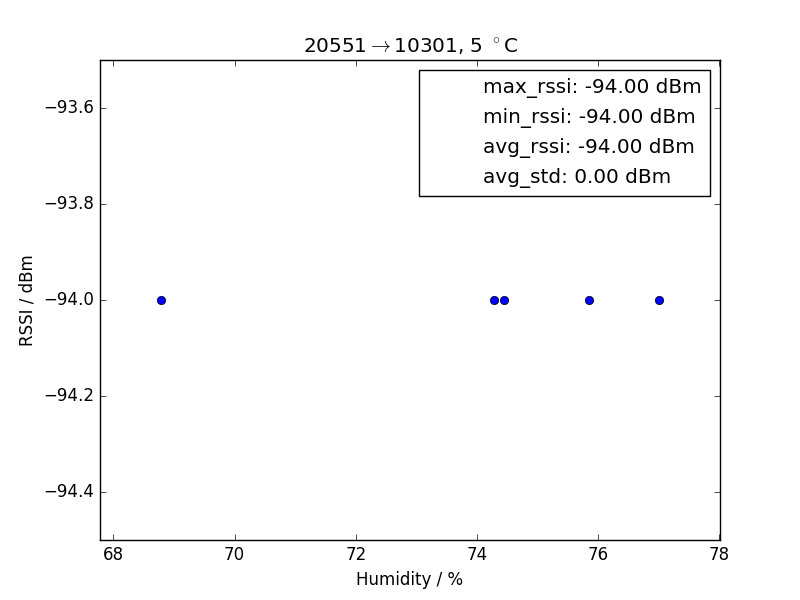 20551→10301, 5 °C
max_rssi: -94.00 dBm
min_rssi: -94.00 dBm
avg_rssi: -94.00 dBm
avg_std: 0.00 dBm
−93.6
−93.8
−94.0
−94.2
−94.4
RSSI / dBm
68 70 72 74 76 78
Humidity / %